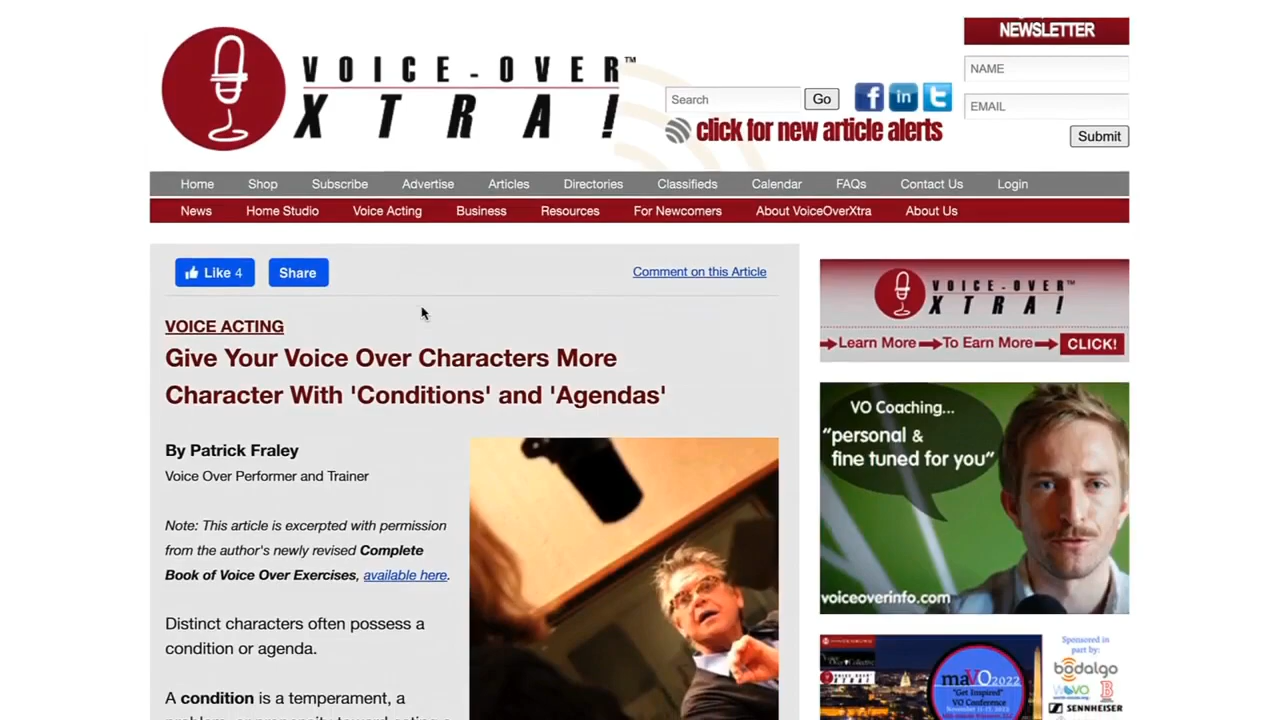 NEWSLETTER
VOICE-OVER™
XTRA!
Search
Go
NAME
EMAIL
click for new article alerts
Submit
Home Shop Subscribe Advertise Articles Directories Classifieds Calendar FAQs Contact Us Login
News Home Studio Voice Acting Business Resources For Newcomers About VoiceOverXtra About Us
Like 4
Share
Comment on this Article
VOICE ACTING
Give Your Voice Over Characters More
Character With 'Conditions' and 'Agendas'
By Patrick Fraley
Voice Over Performer and Trainer
Note: This article is excerpted with permission
from the author's newly revised Complete
Book of Voice Over Exercises, available here.
Distinct characters often possess a
condition or agenda.
A condition is a temperament, a
VOICE-OVER™
XTRA!
Learn More To Earn More CLICK!
VO Coaching...
"personal &
fine tuned for you"
voiceoverinfo.com
VOICE-OVER
XTRA!
maVO2022
"Get Inspired"
VO Conference
Sponsored in
part by:
bodalgo
WOVO
SENNHEISER